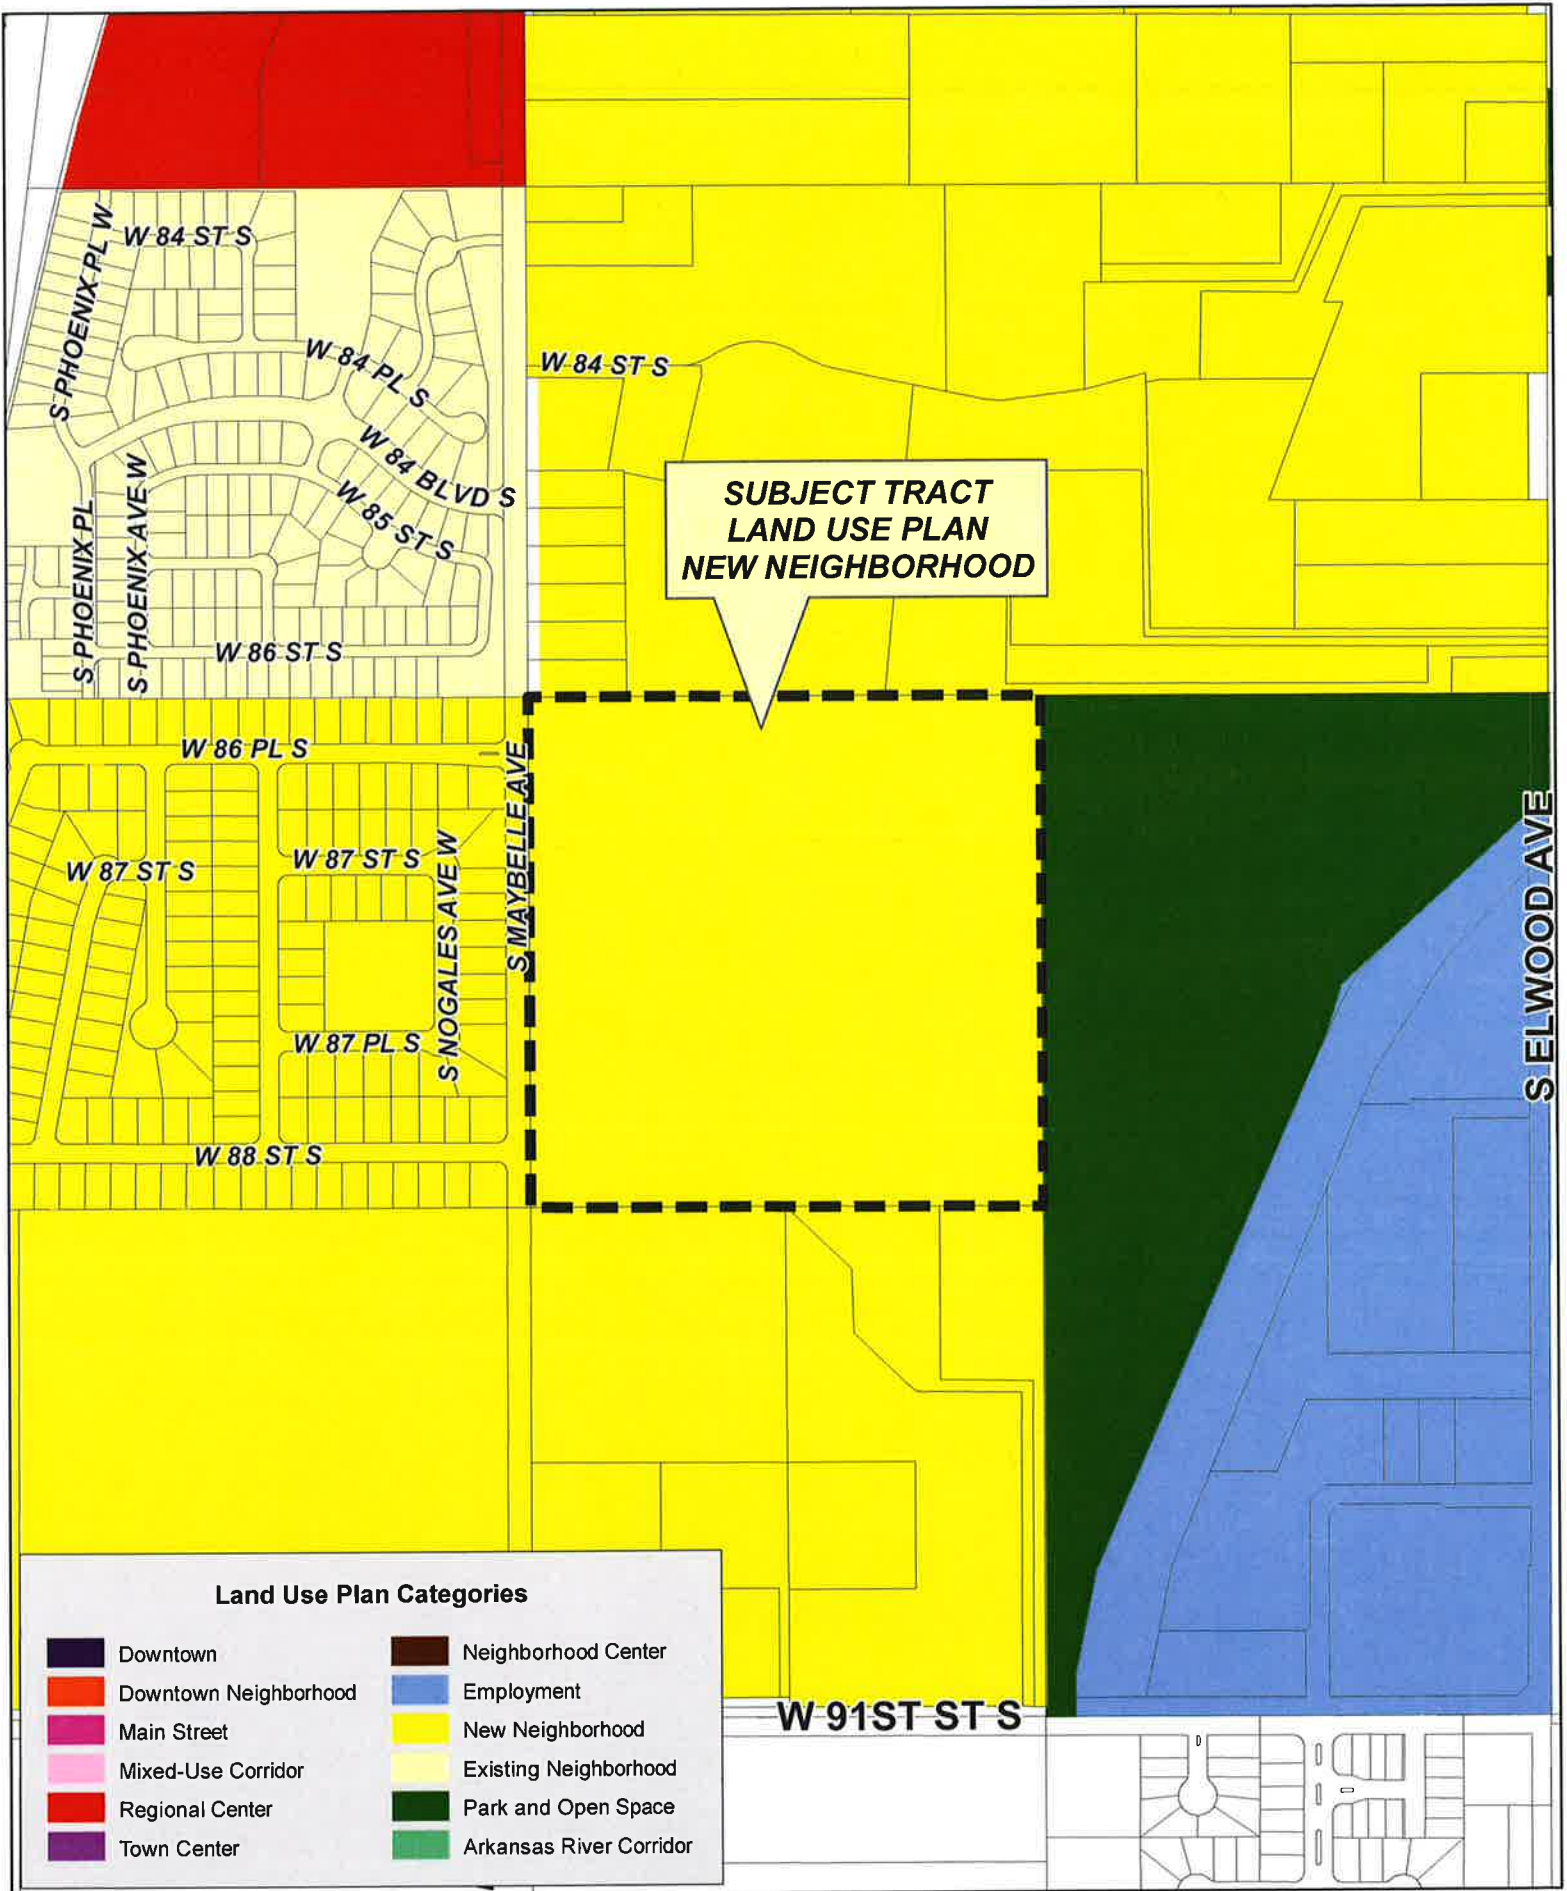 W 84 ST S
S PHOENIX PL W
W 84 PL S
W 84 ST S
W 84 BLVD S
W 85 ST S
S PHOENIX PL
S PHOENIX AVE W
SUBJECT TRACT
LAND USE PLAN
NEW NEIGHBORHOOD
W 86 ST S
W 86 PL S
S MAYBELLE AVE
W 87 ST S
W 87 ST S
S NOGALES AVE W
S ELWOOD AVE
W 87 PL S
W 88 ST S
W 91ST ST S
Land Use Plan Categories
Downtown
Downtown Neighborhood
Main Street
Mixed-Use Corridor
Regional Center
Town Center
Neighborhood Center
Employment
New Neighborhood
Existing Neighborhood
Park and Open Space
Arkansas River Corridor